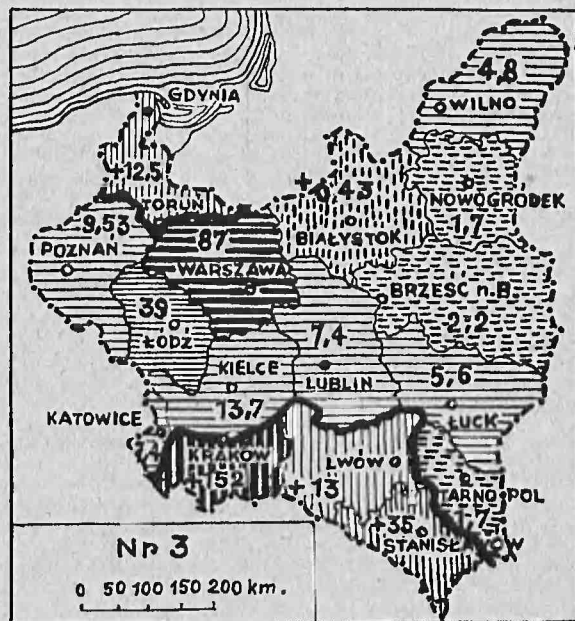 4,8
WILNO
GDYNIA
+12.5
TORUŃ
+0,43
BIAŁYSTOK
NOWOGRÓDEK
1,7
9,53
POZNAŃ
87
WARSZAWA
BRZEŚĆ n.B.
2,2
39
ŁÓDŹ
7,4
LUBLIN
KIELCE
13,7
5,6
ŁUCK
KATOWICE
KRAKÓW
+152
LWÓW
+13
TARNOPOL
+35
STANISŁ
W
Nr 3
0 50 100 150 200 km.